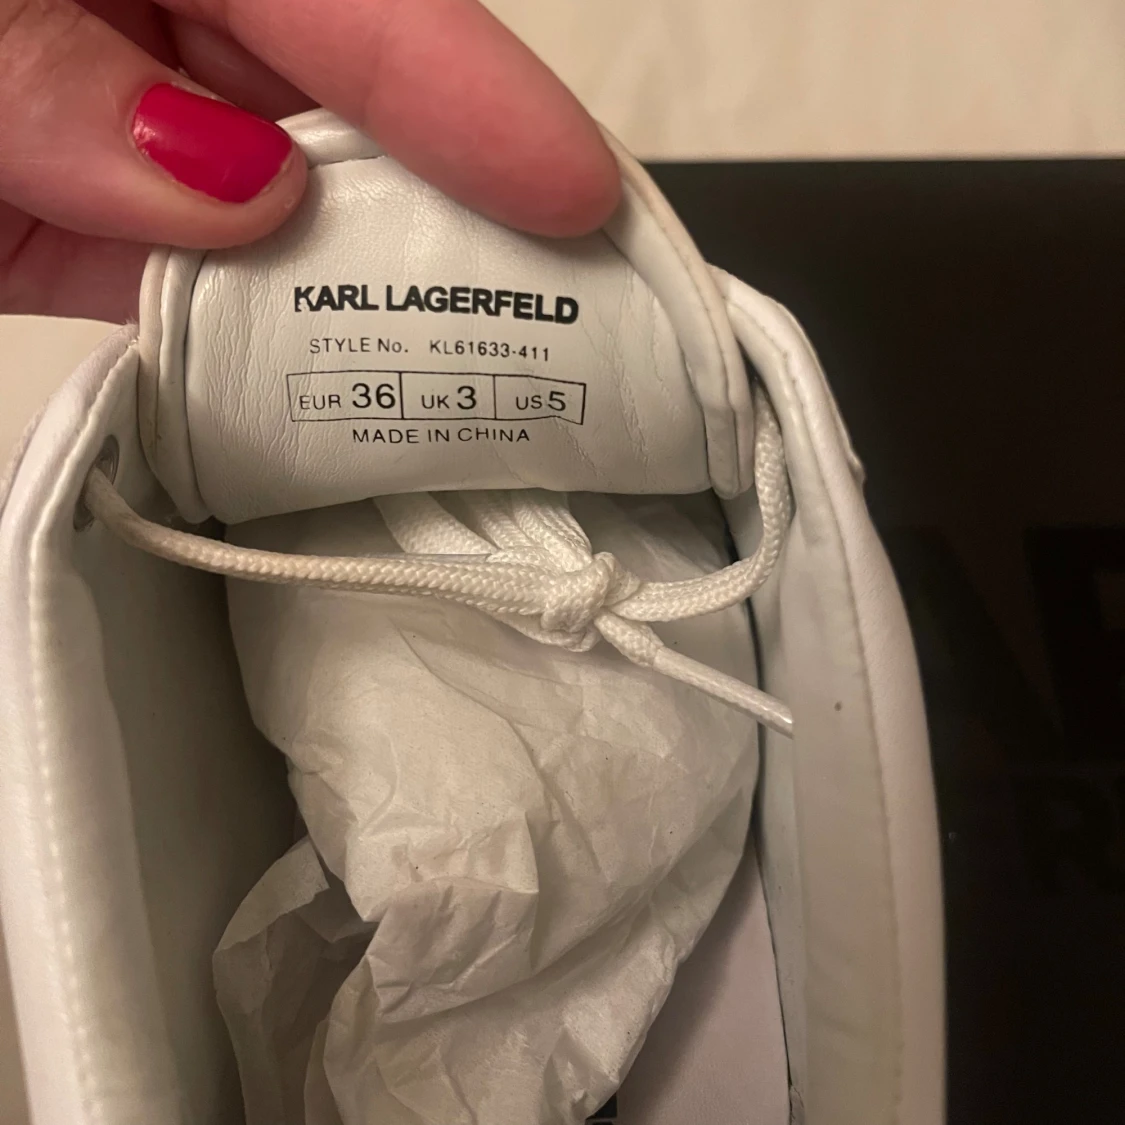 KARL LAGERFELD
STYLE No. KL61633-411
EUR 36 UK 3 US 5
MADE IN CHINA